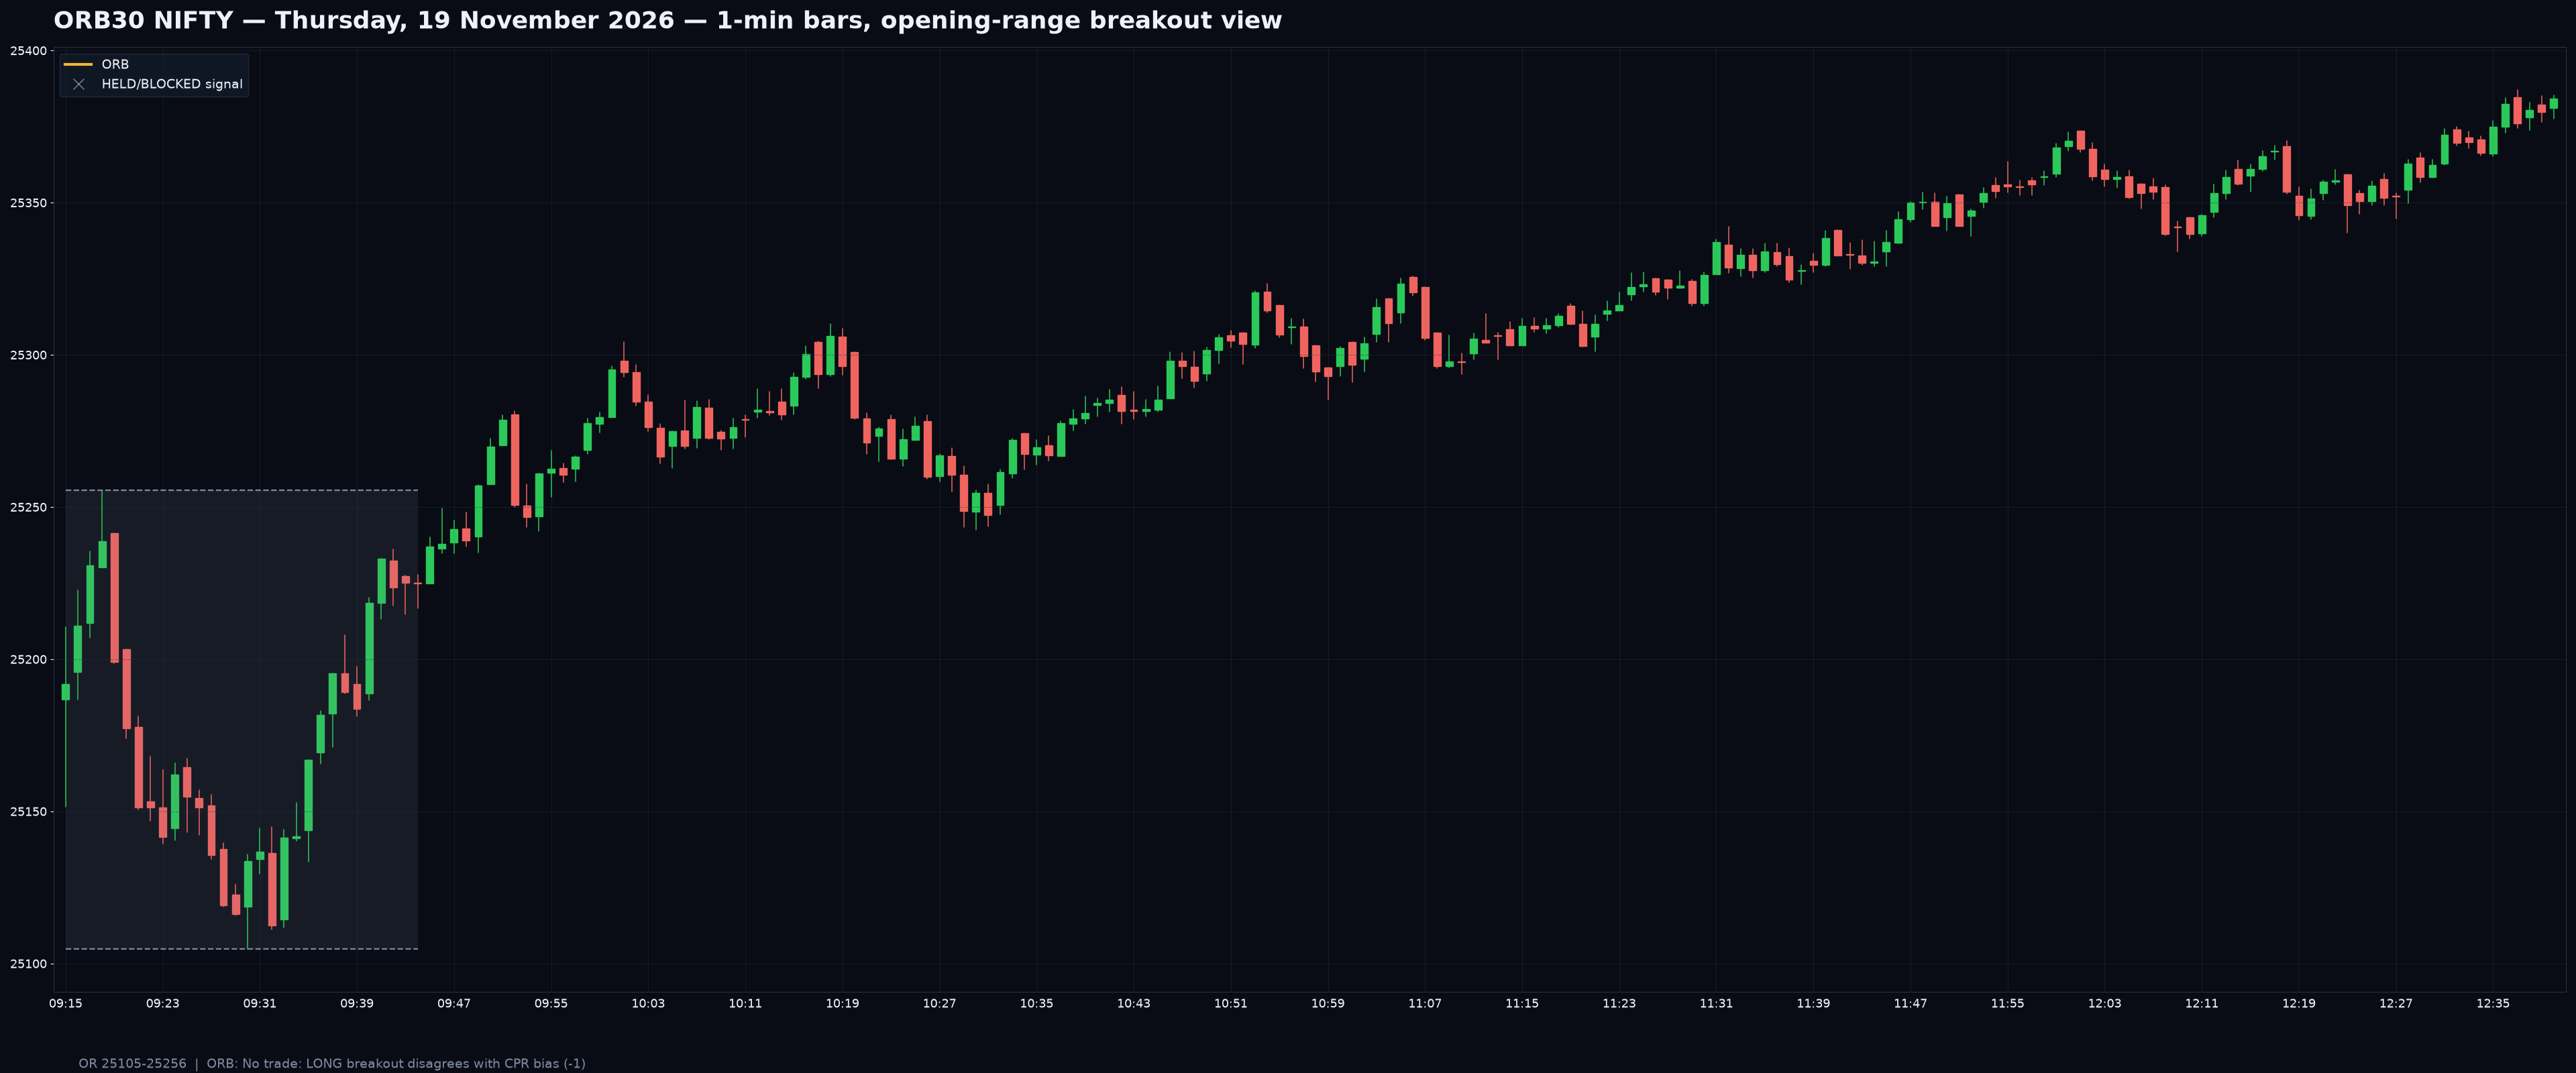 ORB30 NIFTY — Thursday, 19 November 2026 — 1-min bars, opening-range breakout view
25400
ORB
HELD/BLOCKED signal
25350
25300
25250
25200
25150
25100
09:15 09:23 09:31 09:39 09:47 09:55 10:03 10:11 10:19 10:27 10:35 10:43 10:51 10:59 11:07 11:15 11:23 11:31 11:39 11:47 11:55 12:03 12:11 12:19 12:27 12:35
OR 25105-25256 | ORB: No trade: LONG breakout disagrees with CPR bias (-1)